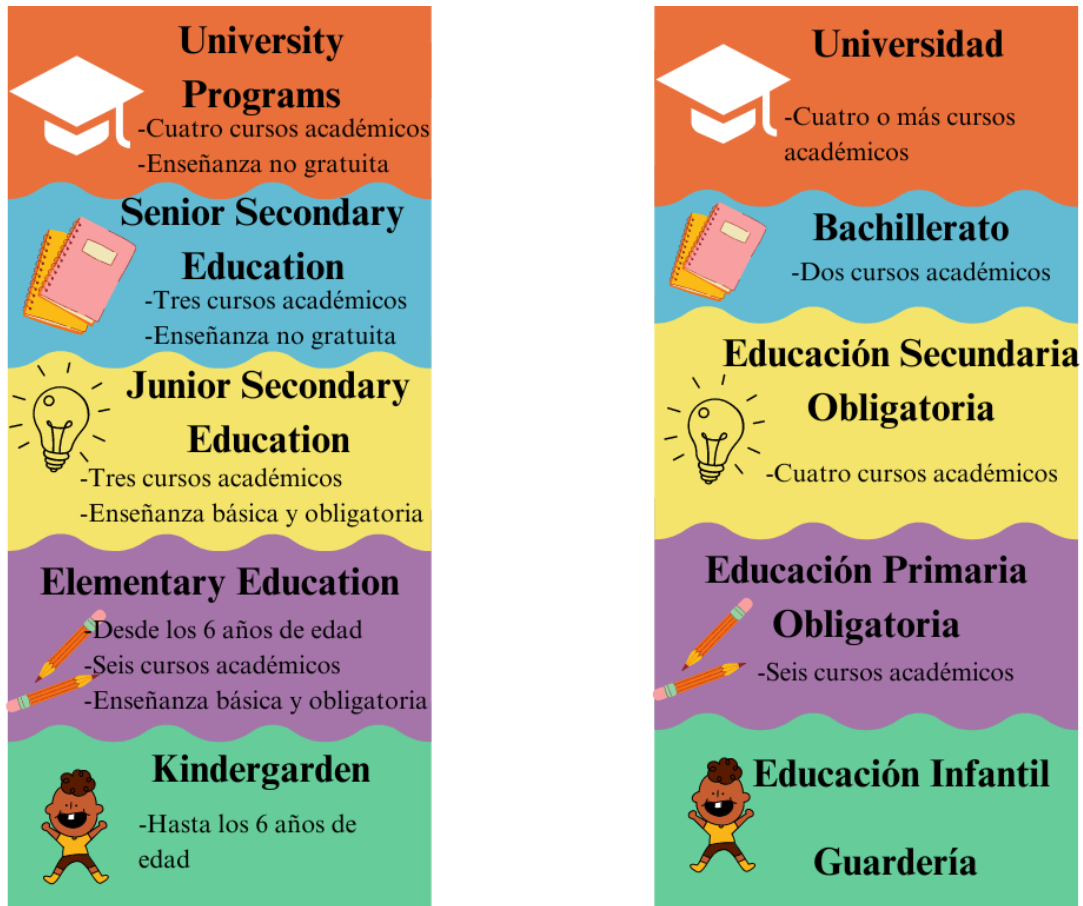 University
Programs
-Cuatro cursos académicos
-Enseñanza no gratuita
Senior Secondary
Education
-Tres cursos académicos
-Enseñanza no gratuita
Junior Secondary
Education
-Tres cursos académicos
-Enseñanza básica y obligatoria
Elementary Education
-Desde los 6 años de edad
-Seis cursos académicos
-Enseñanza básica y obligatoria
Kindergarden
-Hasta los 6 años de
edad
Universidad
-Cuatro o más cursos
académicos
Bachillerato
-Dos cursos académicos
Educación Secundaria
Obligatoria
-Cuatro cursos académicos
Educación Primaria
Obligatoria
-Seis cursos académicos
Educación Infantil
Guardería